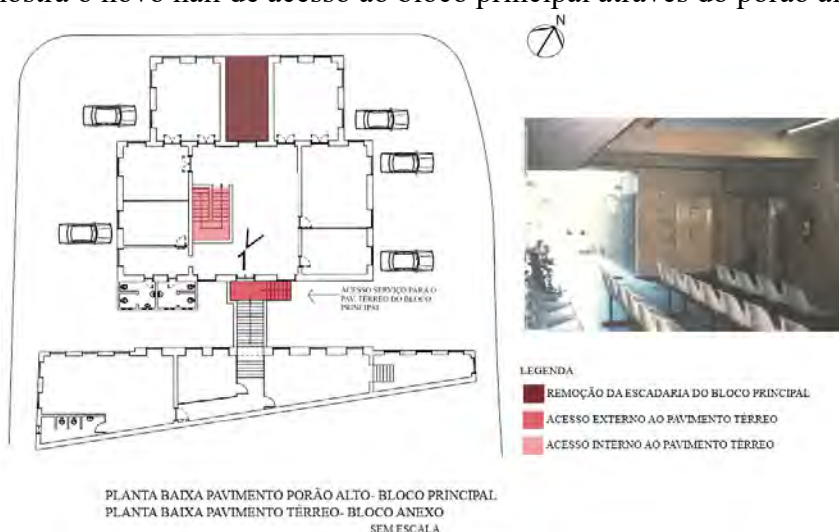 mostra o novo hall de acesso ao bloco principal através do porão
N
ACESSO SERVIÇO PARA O
PAV. TÉRREO DO BLOCO
PRINCIPAL
LEGENDA
REMOÇÃO DA ESCADARIA DO BLOCO PRINCIPAL
ACESSO EXTERNO AO PAVIMENTO TÉRREO
ACESSO INTERNO AO PAVIMENTO TÉRREO
PLANTA BAIXA PAVIMENTO PORÃO ALTO- BLOCO PRINCIPAL
PLANTA BAIXA PAVIMENTO TÉRREO- BLOCO ANEXO
SEM ESCALA